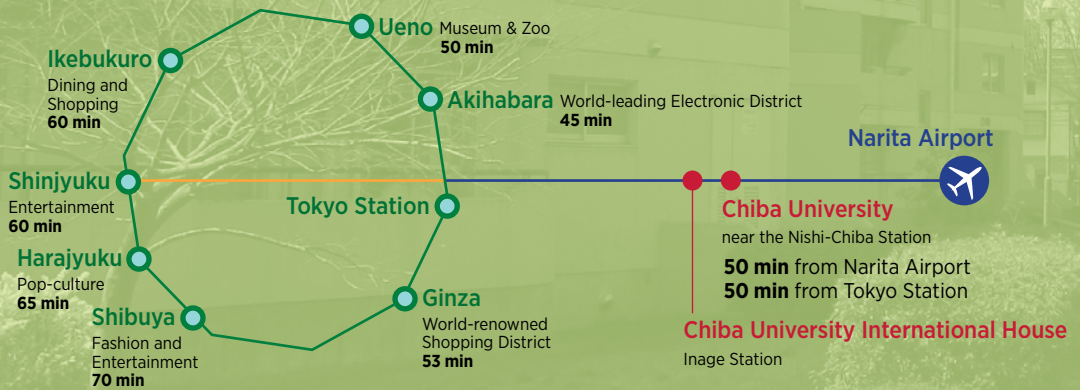 Ueno Museum & Zoo
50 min
Ikebukuro
Dining and
Shopping
60 min
Akihabara World-leading Electronic District
45 min
Narita Airport
Shinjyuku
Entertainment
60 min
Tokyo Station
Chiba University
near the Nishi-Chiba Station
50 min from Narita Airport
50 min from Tokyo Station
Harajyuku
Pop-culture
65 min
Shibuya
Fashion and
Entertainment
70 min
Ginza
World-renowned
Shopping District
53 min
Chiba University International House
Inage Station